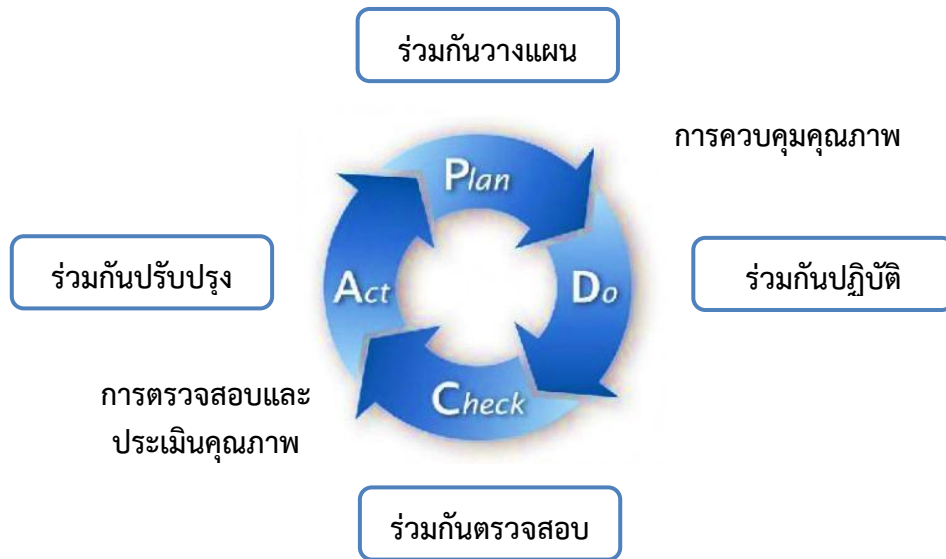 ร่วมกันวางแผน
การควบคุมคุณภาพ
Plan
ร่วมกันปรับปรุง
Act
Do
ร่วมกันปฏิบัติ
การตรวจสอบและ
ประเมินคุณภาพ
Check
ร่วมกันตรวจสอบ